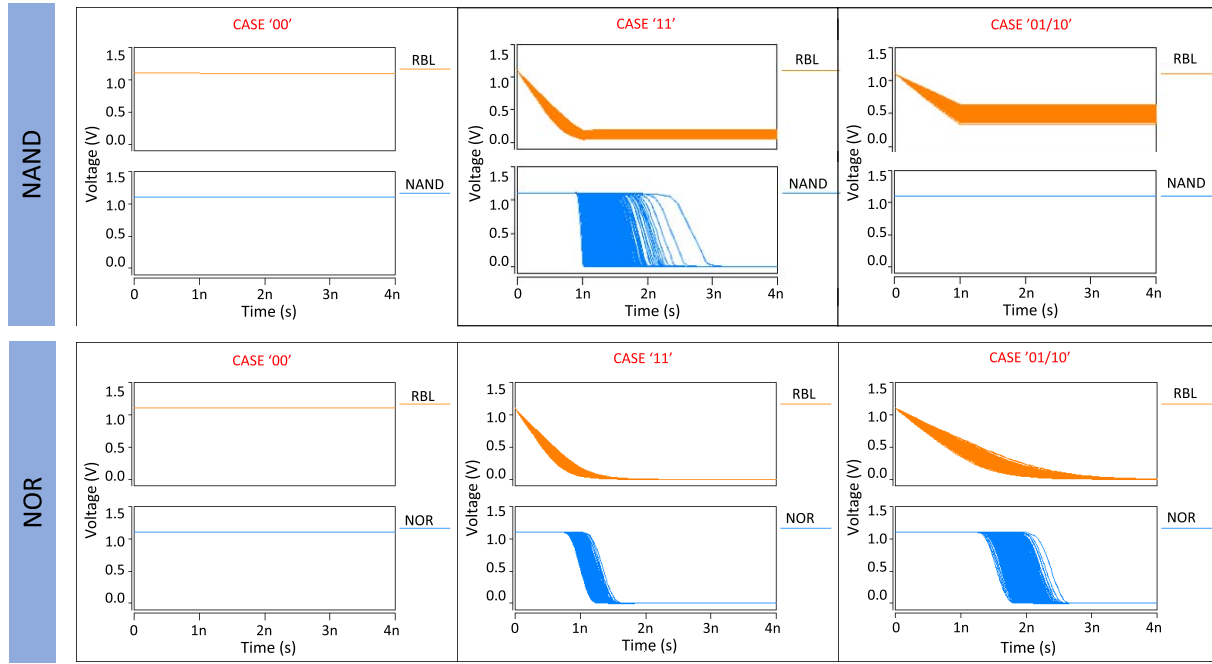 NAND
CASE ‘00’
Voltage (V)
1.5
1.0
0.5
0.0
RBL
1.5
1.0
0.5
0.0
NAND
0 1n 2n 3n 4n
Time (s)
CASE ‘11’
1.5
1.0
0.5
0.0
RBL
1.5
1.0
0.5
0.0
NAND
0 1n 2n 3n 4n
Time (s)
Voltage (V)
CASE ’01/10’
1.5
1.0
0.5
0.0
RBL
1.5
1.0
0.5
0.0
NAND
0 1n 2n 3n 4n
Time (s)
Voltage (V)
NOR
CASE ‘00’
Voltage (V)
1.5
1.0
0.5
0.0
RBL
1.5
1.0
0.5
0.0
NOR
0 1n 2n 3n 4n
Time (s)
CASE ‘11’
Voltage (V)
1.5
1.0
0.5
0.0
RBL
1.5
1.0
0.5
0.0
NOR
0 1n 2n 3n 4n
Time (s)
CASE ’01/10’
Voltage (V)
1.5
1.0
0.5
0.0
RBL
1.5
1.0
1.5
0.0
NOR
0 1n 2n 3n 4n
Time (s)